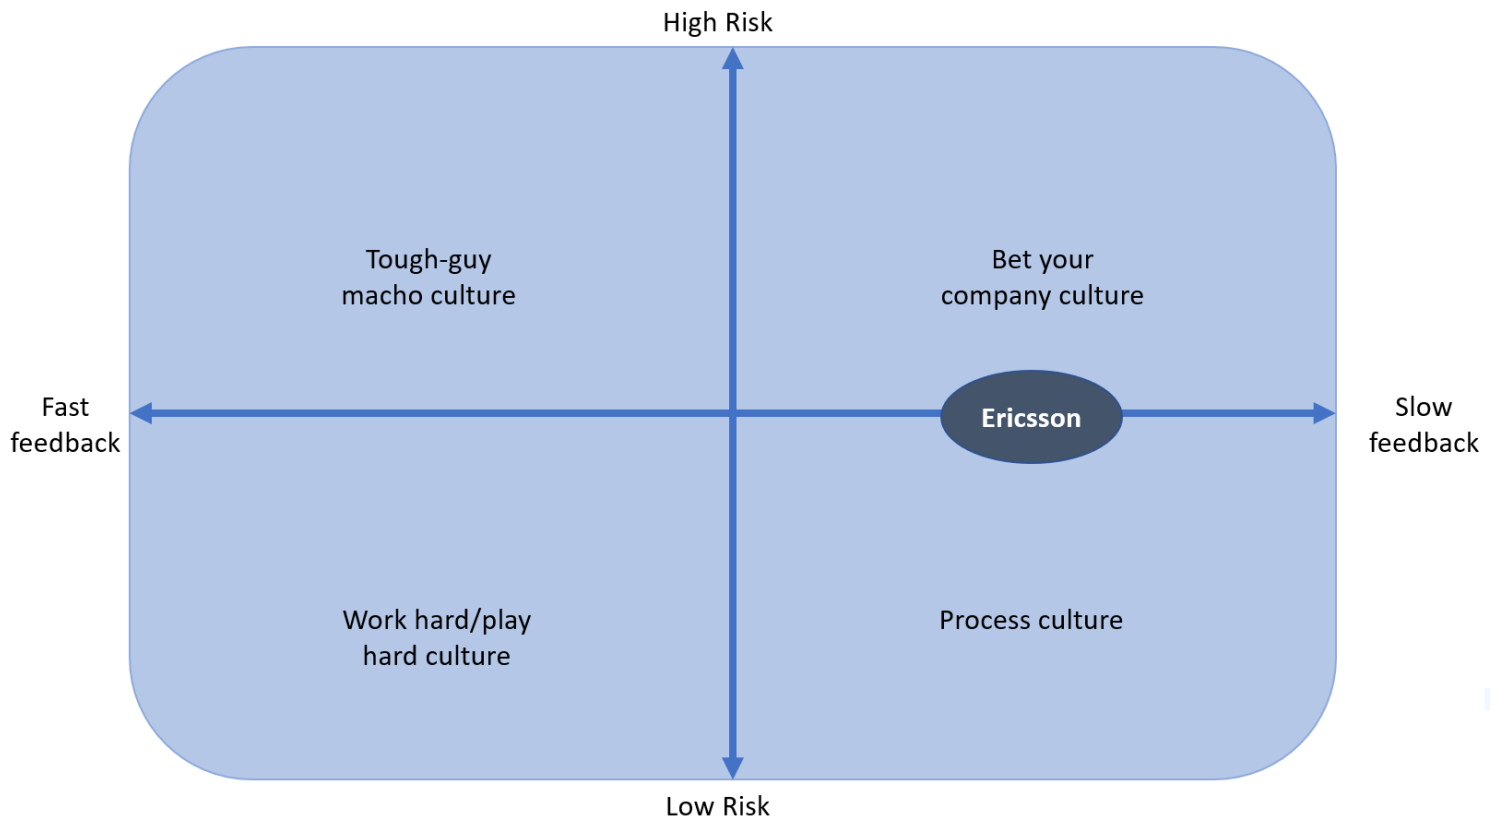 High Risk
Tough-guy
macho culture
Bet your
company culture
Fast
feedback
Ericsson
Slow
feedback
Work hard/play
hard culture
Process culture
Low Risk